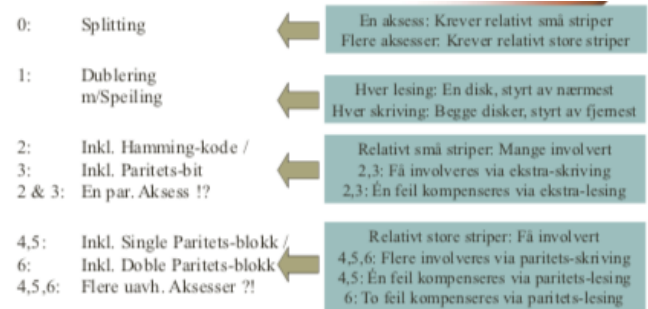 0: Splitting
En aksess: Krever relativt små striper
Flere aksesser: Krever relativt store striper
1: Dublering
m/Speiling
Hver lesing: En disk, styrt av nærmest
Hver skriving: Begge disker, styrt av fjernest
2: Inkl. Hamming-kode /
3: Inkl. Paritets-bit
2 & 3: En par. Aksess !?
Relativt små striper: Mange involvert
2,3: Få involveres via ekstra-skriving
2,3: Én feil kompenseres via ekstra-lesing
4,5: Inkl. Single Paritets-blokk /
6: Inkl. Doble Paritets-blokk
4,5,6: Flere uavh. Aksesser ?!
Relativt store striper: Få involvert
4,5,6: Flere involveres via paritets-skriving
4,5: Én feil kompenseres via paritets-lesing
6: To feil kompenseres via paritets-lesing